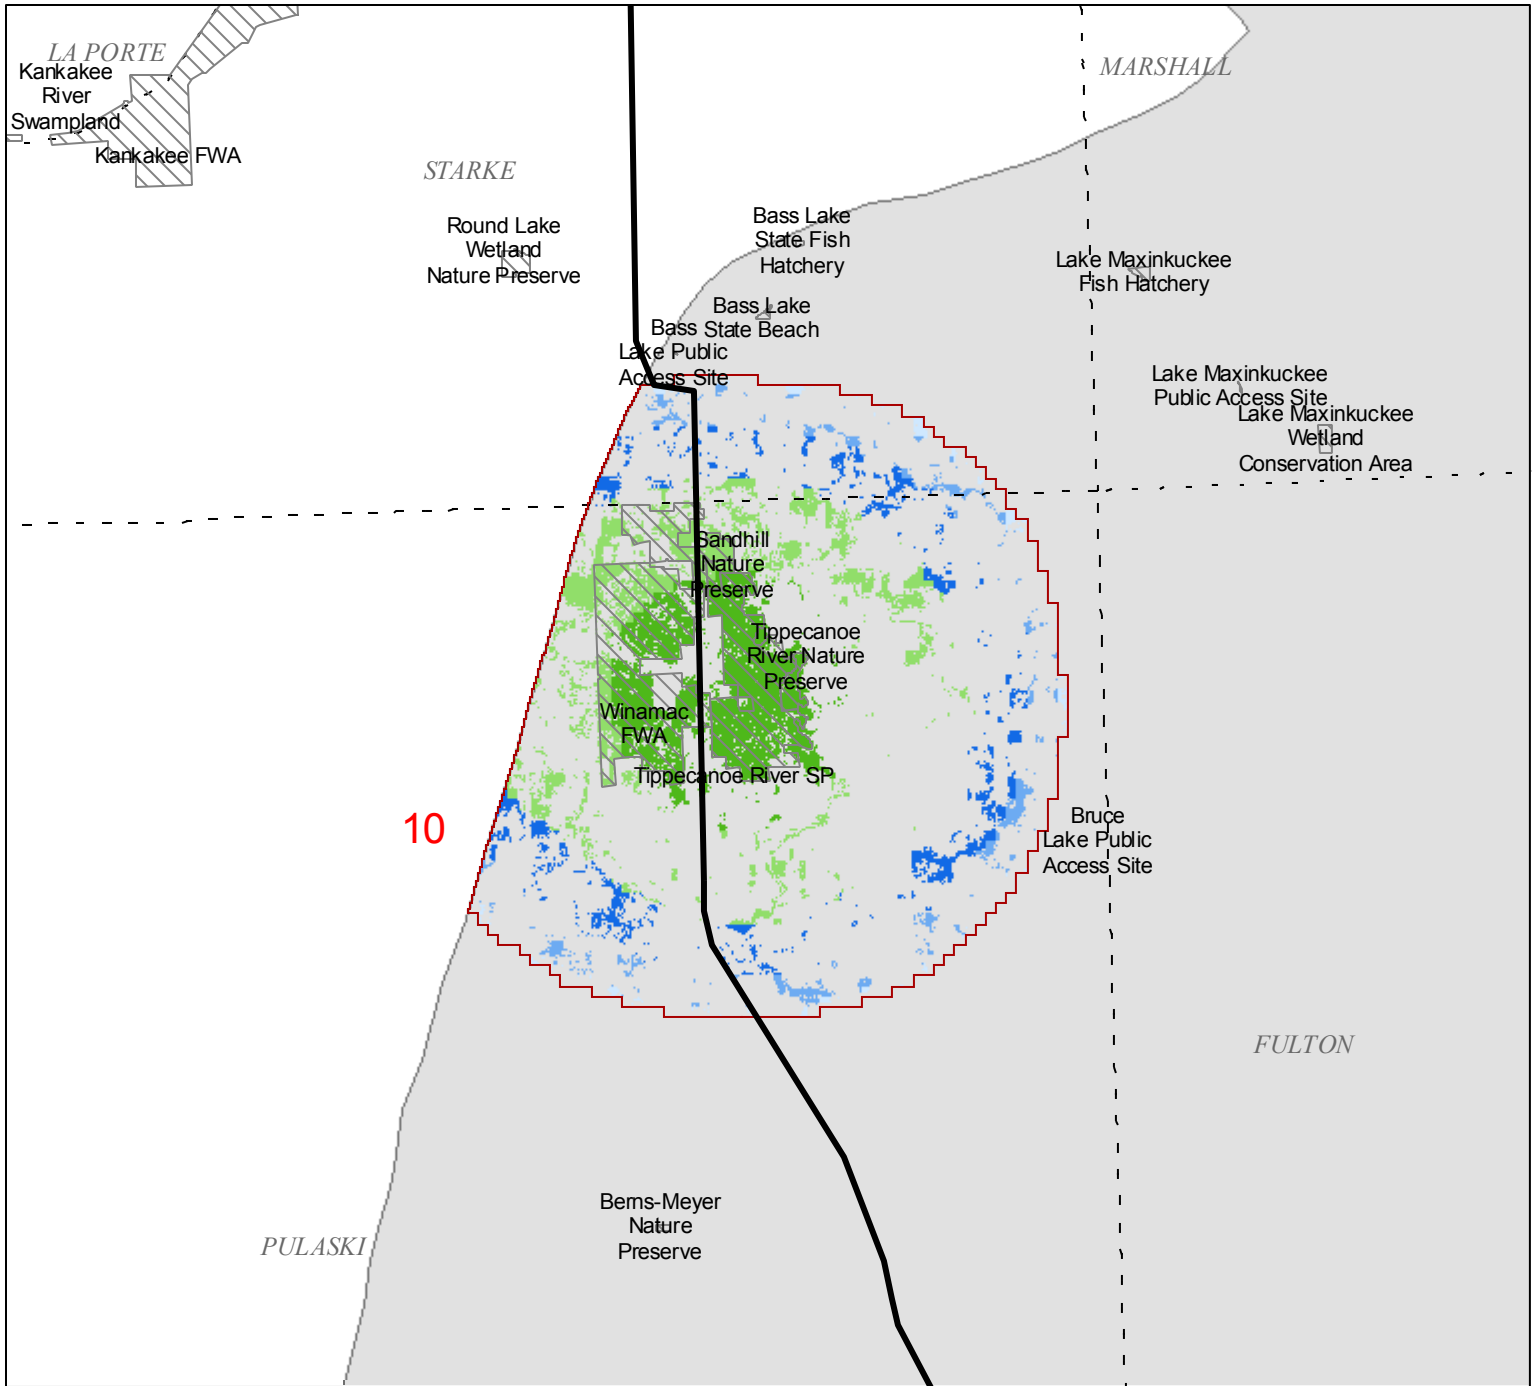 LA PORTE
Kankakee
River
Swampland
Kankakee FWA
MARSHALL
STARKE
Round Lake
Wetland
Nature Preserve
Bass Lake
State Fish
Hatchery
Lake Maxinkuckee
Fish Hatchery
Bass Lake
State Beach
Bass
Lake Public
Access Site
Lake Maxinkuckee
Public Access Site
Lake Maxinkuckee
Wetland
Conservation Area
Sandhill
Nature
Preserve
Tippecanoe
River Nature
Preserve
Winamac
FWA
Tippecanoe River SP
10
Bruce
Lake Public
Access Site
FULTON
Berns-Meyer
Nature
Preserve
PULASKI